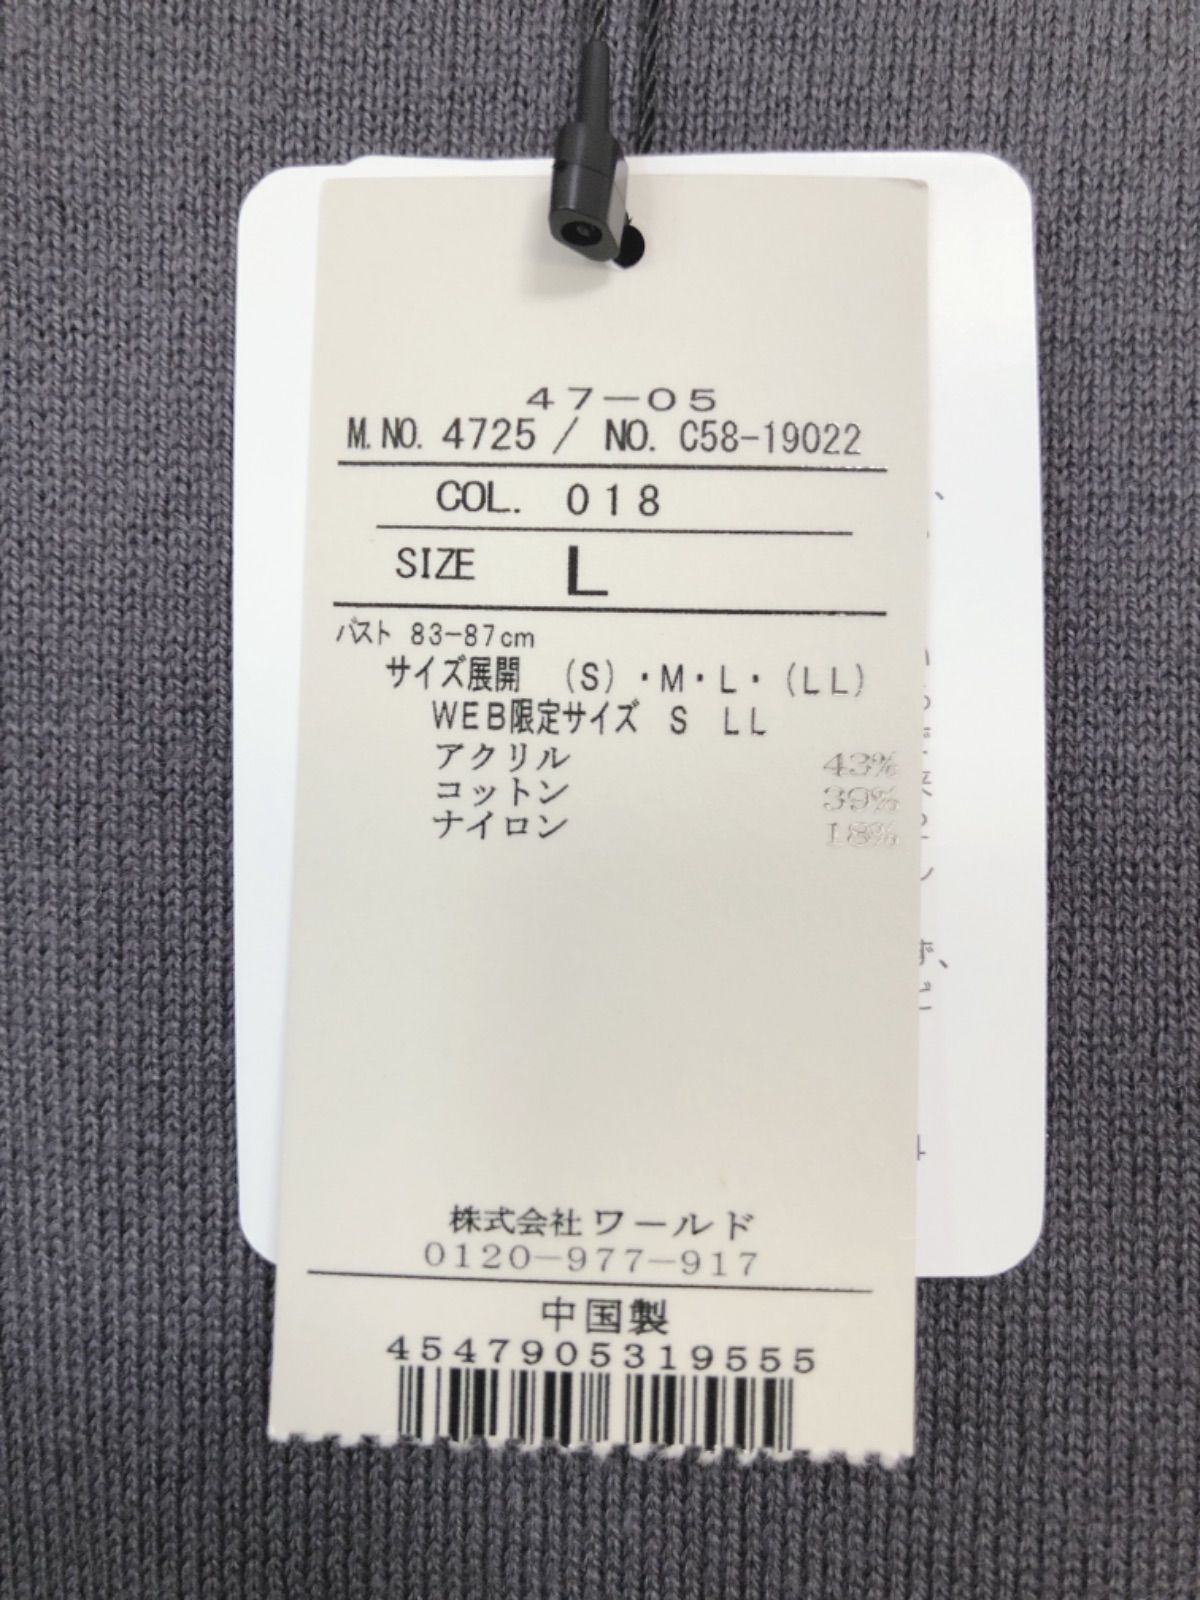 47-05
M.NO. 4725 / NO. C58-19022
COL. 018
SIZE L
バスト 83-87cm
サイズ展開 (S)・M・L・(LL)
WEB限定サイズ S LL
アクリル 43%
コットン 39%
ナイロン 18%
株式会社ワールド
0120-977-917
中国製
4547905319555